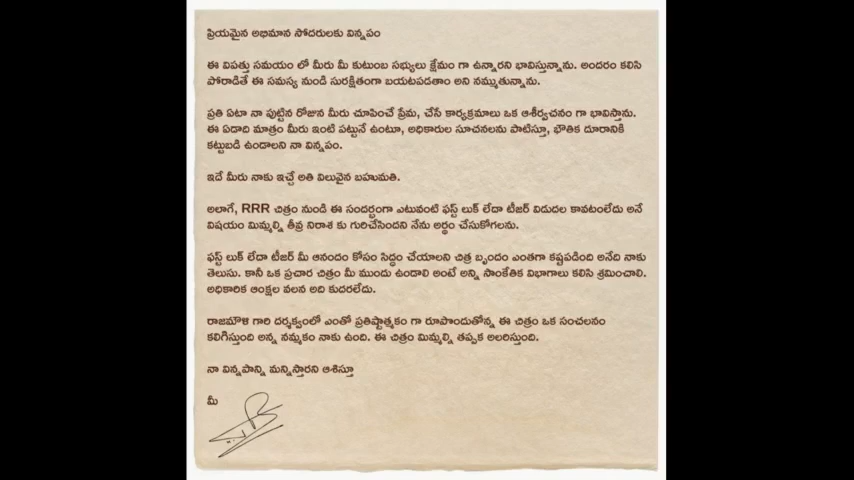 ప్రియమైన అభిమాన సోదరులకు విన్నపం
ఈ విపత్తు సమయం లో మీరు మీ కుటుంబ సభ్యులు క్షేమం గా ఉన్నారని భావిస్తున్నాను. అందరం కలిసి
పోరాడితే ఈ సమస్య నుండి సురక్షితంగా బయటపడతాం అని నమ్ముతున్నాను.
ప్రతి ఏటా నా పుట్టిన రోజున మీరు చూపించే ప్రేమ, చేసే కార్యక్రమాలు ఒక ఆశీర్వచనం గా భావిస్తాను.
ఈ ఏడాది మాత్రం మీరు ఇంటి పట్టునే ఉంటూ, అధికారుల సూచనలను పాటిస్తూ, భౌతిక దూరానికి
కట్టుబడి ఉండాలని నా విన్నపం.
ఇదే మీరు నాకు ఇచ్చే అతి విలువైన బహుమతి.
అలాగే, RRR చిత్రం నుండి ఈ సందర్భంగా ఎటువంటి ఫస్ట్ లుక్ లేదా టీజర్ విడుదల కావటంలేదు అనే
విషయం మిమ్మల్ని తీవ్ర నిరాశ కు గురిచేసిందని నేను అర్థం చేసుకోగలను.
ఫస్ట్ లుక్ లేదా టీజర్ మీ ఆనందం కోసం సిద్ధం చేయాలని చిత్ర బృందం ఎంతగా కష్టపడింది అనేది నాకు
తెలుసు. కానీ ఒక ప్రచార చిత్రం మీ ముందు ఉండాలి అంటే అన్ని సాంకేతిక విభాగాలు కలిసి శ్రమించాలి.
అధికారిక ఆంక్షల వలన అది కుదరలేదు.
రాజమౌళి గారి దర్శక్వంలో ఎంతో ప్రతిష్టాత్మకం గా రూపొందుతోన్న ఈ చిత్రం ఒక సంచలనం
కలిగిస్తుంది అన్న నమ్మకం నాకు ఉంది. ఈ చిత్రం మిమ్మల్ని తప్పక అలరిస్తుంది.
నా విన్నపాన్ని మన్నిస్తారని ఆశిస్తూ
మీ